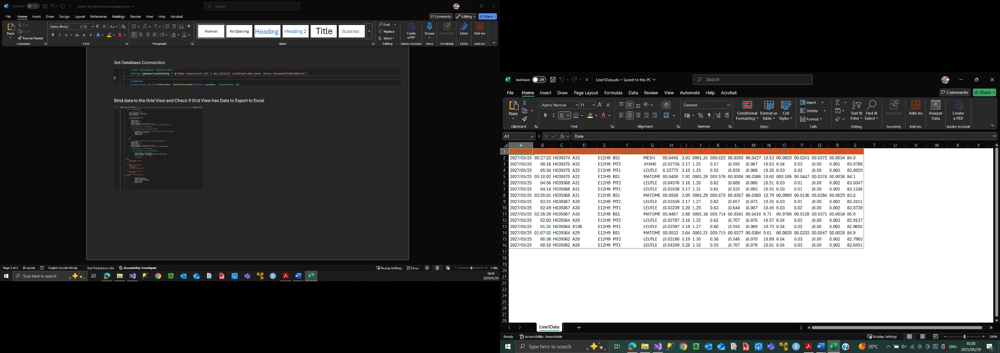 AutoSave Off Alpha-Technical Documentation.docx Search
File Home Insert Draw Design Layout References Mailings Review View Help Acrobat Comments Editing Share
Paste Cut Copy Format Painter Clipboard
Aptos (Body) 12 Font
Paragraph
Normal No Spacing Heading Heading 2 Title Subtitle Styles
Find Replace Select Editing
Create a PDF Adobe Acrobat
Dictate Voice
Sensitivity Sensitivity
Editor Editor
Add-ins Add-ins
Set Database Connection
//Set Database Connection
string connectionString = @"Data Source=10.147.7.84;Initial Catalog=Labs;User ID=sa;Password=041608126";
0 references
protected void txtGrade1_TextChanged(object sender, EventArgs e)
Bind data to the Grid View and Check if Grid View has Data to Export to Excel
Page 2 of 2 85 words English (South Africa) Text Predictions: On Accessibility: Investigate Display Settings Focus 110%
Type here to search
16:30
2025/05/29
AutoSave Off Line1Data.xls • Saved to this PC Search
File Home Insert Draw Page Layout Formulas Data Review View Automate Help Acrobat Comments Share
Paste Clipboard
Aptos Narrow 11 Font
Alignment
General Number
Conditional Formatting Format as Table Cell Styles Styles
Insert Delete Format Cells
Sort & Filter Find & Select Editing
Sensitivity Sensitivity
Add-ins Add-ins
Analyze Data
Create a PDF Adobe Acrobat
A1 fx Date
A B C D E F G H I J K L M N O P Q R S T U V W X Y
1 Date Time CastNo Grade SampleTypeNo Operator
2 2027/05/25 06:27:23 H039374 A33 E12H9 BS1 MESH 00.0440 3.03 0001.24 000.622 00.0350 00.0427 10.53 00.0829 00.0241 00.0372 00.0034 84.0
3 2027/05/25 06:16 H039370 A32 E12H9 PIT2 JIYANE (0.02716 3.17 1.25 0.57 )0.595 )0.087 10.63 0.04 0.03 (0.00 0.001 83.0788
4 2027/05/25 05:34 H039370 A32 E12H9 PIT1 LEUTLE 0.23773 3.10 1.25 0.55 )0.828 )0.068 10.26 0.03 0.02 (0.00 0.003 83.0929
5 2027/05/25 05:10:02 H039370 A32 E12H9 BS1 MATOME 00.0408 2.91 0001.28 000.576 00.0306 00.0386 10.60 000.106 00.0447 00.0374 00.0036 84.1
6 2027/05/25 04:56 H039368 A31 E12H9 PIT2 LEUTLE (0.04576 3.16 1.26 0.62 )0.688 )0.080 10.51 0.03 0.01 (0.00 0.002 83.0347
7 2027/05/25 04:14 H039368 A31 E12H9 PIT1 LEUTLE (0.03538 3.17 1.31 0.61 )0.525 )0.093 10.55 0.03 0.01 (0.00 0.002 83.1248
8 2027/05/25 03:55:01 H039368 A31 E12H9 BS1 MATOME 00.0508 3.09 0001.29 000.672 00.0367 00.0389 10.79 00.0909 00.0136 00.0384 00.0029 83.6
9 2027/05/25 03:21 H039367 A30 E12H9 PIT2 LEUTLE (0.03559 3.17 1.27 0.62 )0.657 )0.073 10.35 0.03 0.01 (0.00 0.002 83.2411
10 2027/05/25 02:49 H039367 A30 E12H9 PIT1 LEUTLE (0.03239 3.20 1.29 0.63 )0.644 )0.087 10.45 0.03 0.02 (0.00 0.002 83.0739
11 2027/05/25 02:28:29 H039367 A30 E12H9 BS1 MATOME 00.0467 2.88 0001.16 000.714 00.0341 00.0410 9.71 00.0786 00.0128 00.0371 00.0034 85.0
12 2027/05/25 02:03 H039364 A29 E12H9 PIT2 LEUTLE (0.02707 3.16 1.32 0.62 )0.707 )0.076 10.57 0.04 0.02 (0.00 0.003 82.9137
13 2027/05/25 01:31 H039364 B106 E12H9 PIT1 LEUTLE (0.02597 3.18 1.27 0.60 )0.550 )0.069 10.73 0.04 0.02 (0.00 0.002 82.9650
14 2027/05/25 01:07:52 H039364 A29 E12H9 BS1 MATOME 00.0533 3.04 0001.21 000.715 00.0377 00.0384 9.61 00.0820 00.0233 00.0547 00.0028 84.9
15 2027/05/25 00:38 H039362 A28 E12H9 PIT2 LEUTLE (0.03180 3.19 1.30 0.58 )0.546 )0.070 10.89 0.04 0.03 (0.00 0.002 82.7983
16 2027/05/25 00:10 H039362 A28 E12H9 PIT1 LEUTLE (0.04339 3.20 1.32 0.55 )0.707 )0.078 10.81 0.04 0.03 (0.00 0.002 82.6551
17
18
19
20
21
22
23
24
25
26
27
28
Line1Data
Ready Accessibility: Unavailable Display Settings 100%
Type here to search 20°C ENG
16:30
2025/05/29